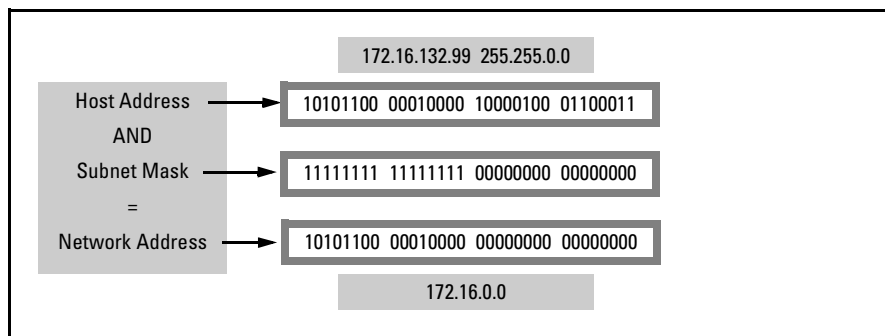 172.16.132.99 255.255.0.0
Host Address
10101100 00010000 10000100 01100011
AND
Subnet Mask
11111111 11111111 00000000 00000000
=
Network Address
10101100 00010000 00000000 00000000
172.16.0.0